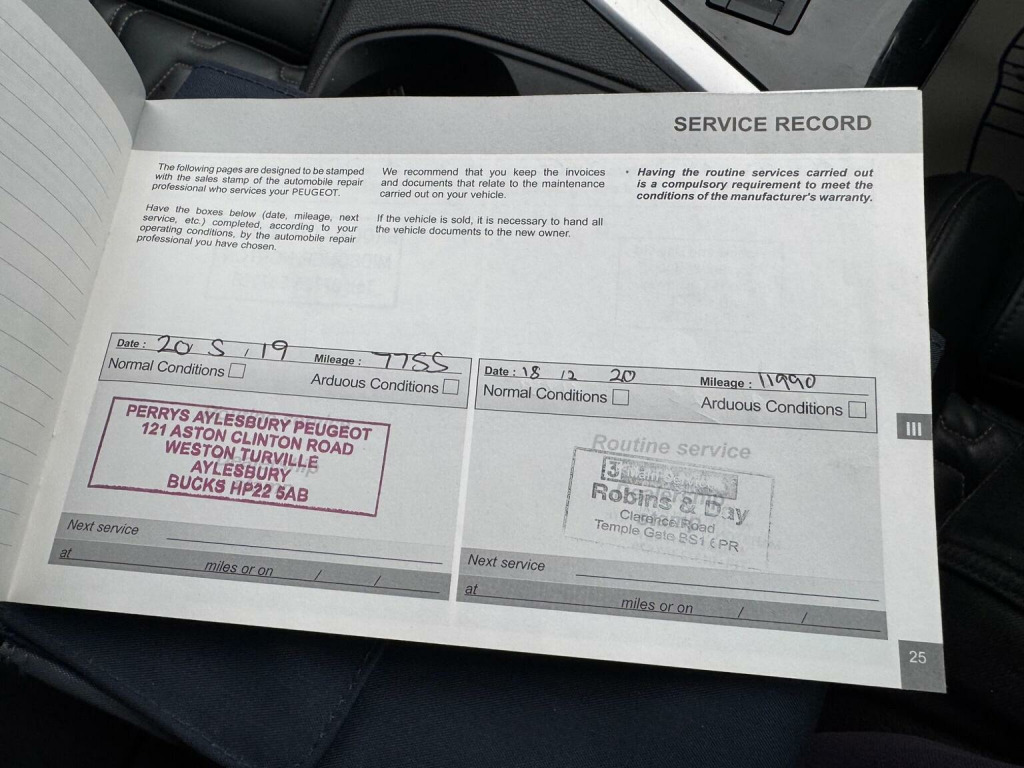 SERVICE RECORD
The following pages are designed to be stamped
with the sales stamp of the automobile repair
professional who services your PEUGEOT.
Have the boxes below (date, mileage, next
service, etc.) completed, according to your
operating conditions, by the automobile repair
professional you have chosen.
We recommend that you keep the invoices
and documents that relate to the maintenance
carried out on your vehicle.
If the vehicle is sold, it is necessary to hand all
the vehicle documents to the new owner.
• Having the routine services carried out
is a compulsory requirement to meet the
conditions of the manufacturer's warranty.
Date : 20 5 . 19 Mileage : 7755
Normal Conditions Arduous Conditions
PERRYS AYLESBURY PEUGEOT
121 ASTON CLINTON ROAD
WESTON TURVILLE
AYLESBURY
BUCKS HP22 5AB
Next service
at miles or on / /
Date : 18 12 20 Mileage : 11990
Normal Conditions Arduous Conditions
Routine service
3
Robins & Day
Clarence Road
Temple Gate BS1 6PR
Next service
at miles or on / /
III
25